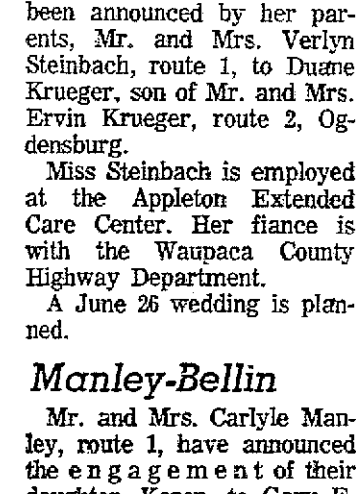 been announced by her par-
ents, Mr. and Mrs. Verlyn
Steinbach, route 1, to Duane
Krueger, son of Mr. and Mrs.
Ervin Krueger, route 2, Og-
densburg.
Miss Steinbach is employed
at the Appleton Extended
Care Center. Her fiance is
with the Waupaca County
Highway Department.
A June 26 wedding is plan-
ned.
Manley-Bellin
Mr. and Mrs. Carlyle Man-
ley, route 1, have announced
the engagement of their